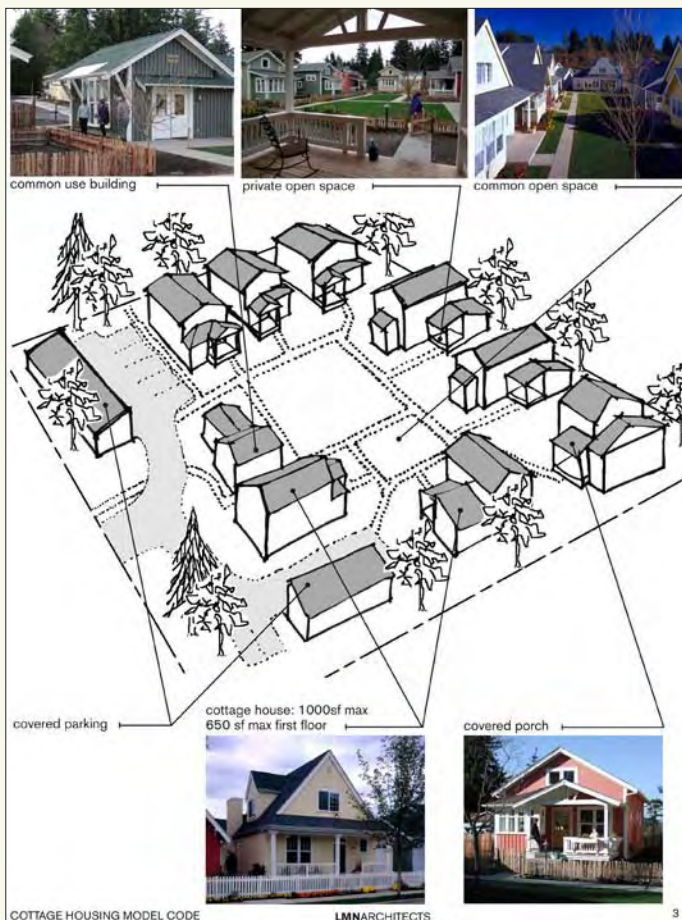 common use building
private open space
common open space
covered parking
cottage house: 1000sf max
650 sf max first floor
covered porch
COTTAGE HOUSING MODEL CODE
LMNARCHITECTS
3